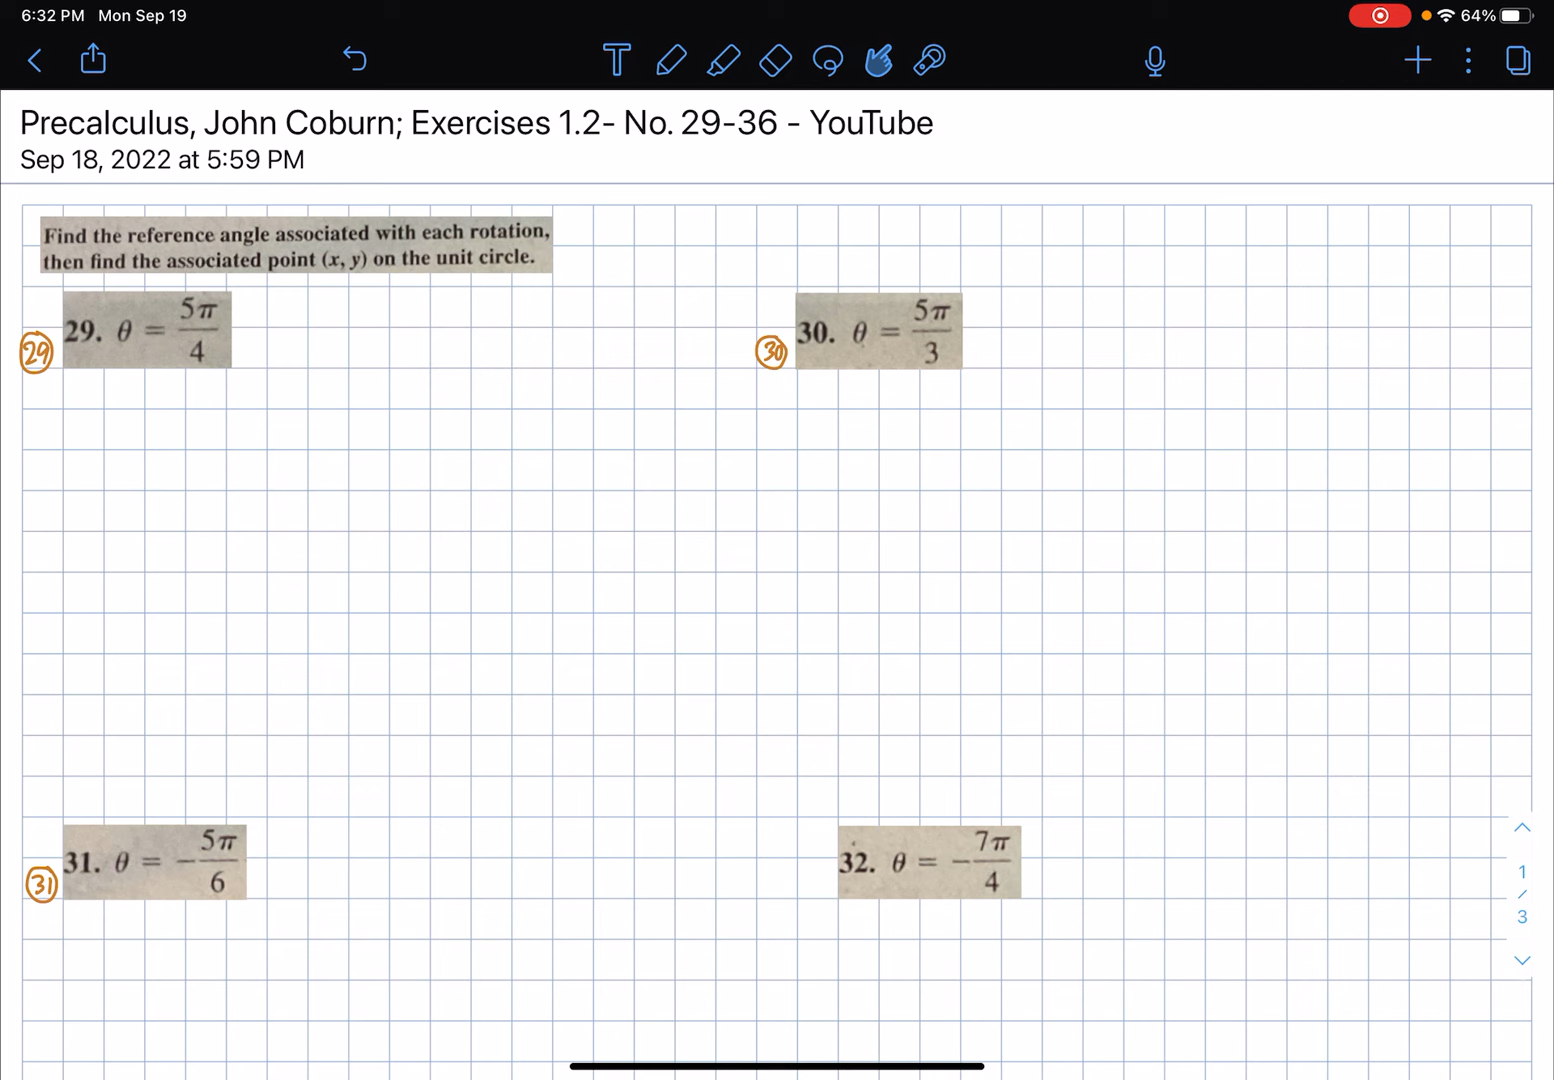 6:32 PM Mon Sep 19
64%
Precalculus, John Coburn; Exercises 1.2- No. 29-36 - YouTube
Sep 18, 2022 at 5:59 PM
Find the reference angle associated with each rotation,
then find the associated point (x, y) on the unit circle.
29 29. θ = 5π/4
30 30. θ = 5π/3
31 31. θ = −5π/6
32. θ = −7π/4
1
/
3